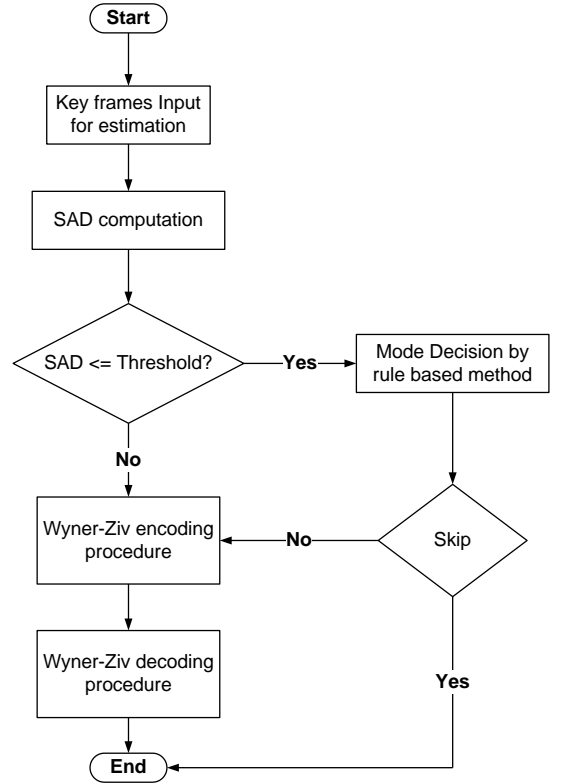 Start
Key frames Input
for estimation
SAD computation
SAD <= Threshold?
Yes
Mode Decision by
rule based method
No
Wyner-Ziv encoding
procedure
No
Skip
Wyner-Ziv decoding
procedure
Yes
End